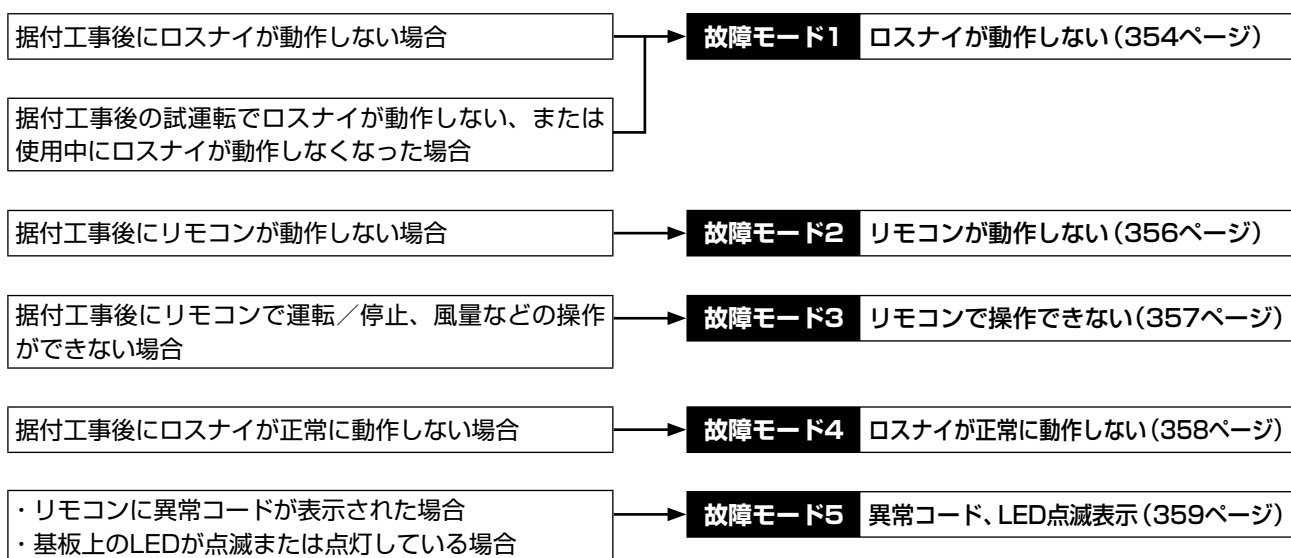 据付工事後にロスナイが動作しない場合
故障モード1 ロスナイが動作しない(354ページ)
据付工事後の試運転でロスナイが動作しない、または
使用中にロスナイが動作しなくなった場合
据付工事後にリモコンが動作しない場合
故障モード2 リモコンが動作しない(356ページ)
据付工事後にリモコンで運転／停止、風量などの操作
ができない場合
故障モード3 リモコンで操作できない(357ページ)
据付工事後にロスナイが正常に動作しない場合
故障モード4 ロスナイが正常に動作しない(358ページ)
・リモコンに異常コードが表示された場合
・基板上のLEDが点滅または点灯している場合
故障モード5 異常コード、LED点滅表示(359ページ)